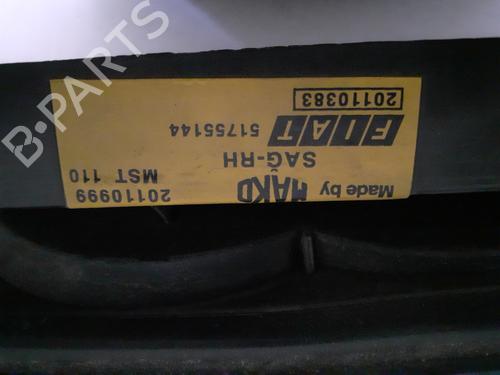 Made by
MAKO
20110999
SAĞ-RH
MST 110
FIAT 51755144
20110383
B-PARTS